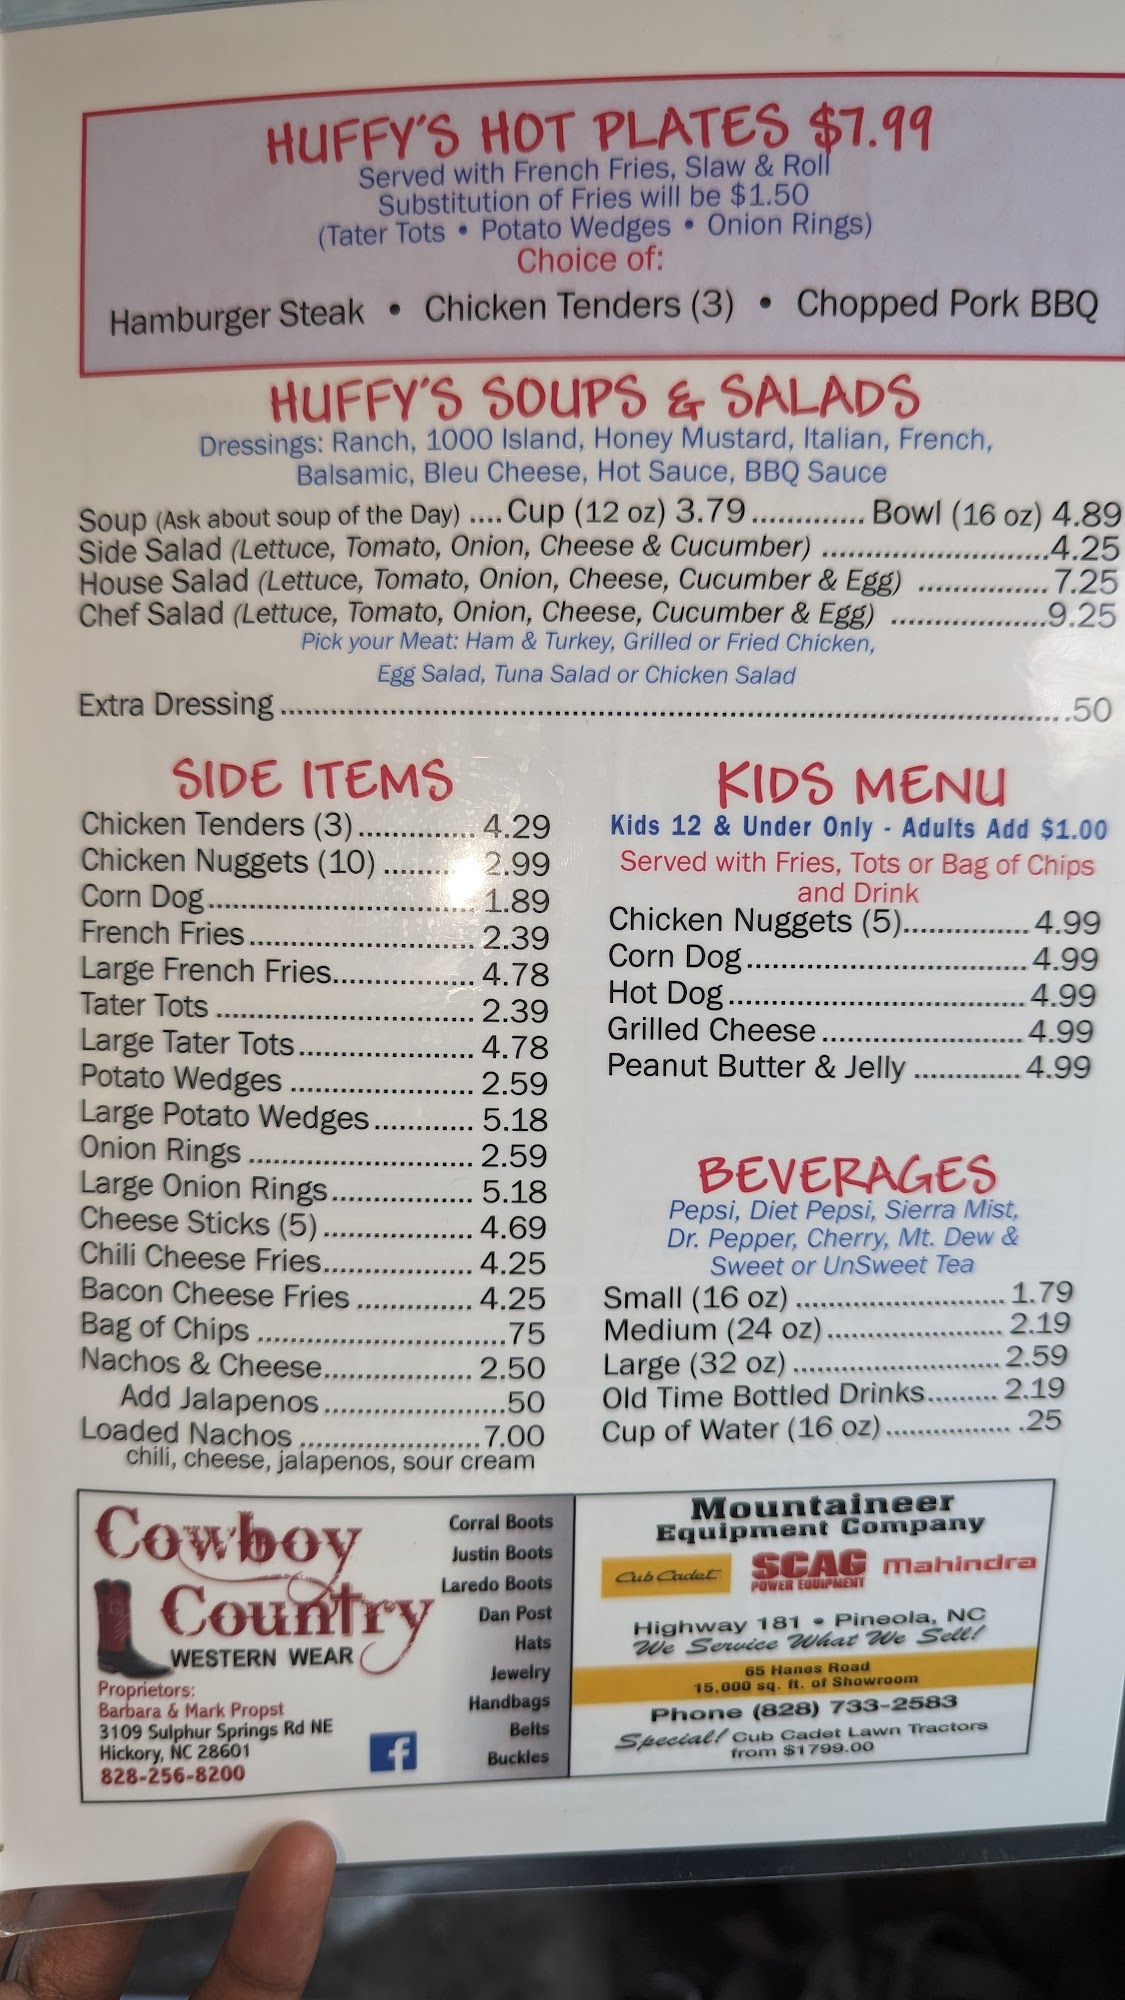 HUFFY'S HOT PLATES $7.99
Served with French Fries, Slaw & Roll
Substitution of Fries will be $1.50
(Tater Tots • Potato Wedges • Onion Rings)
Choice of:
Hamburger Steak • Chicken Tenders (3) • Chopped Pork BBQ
HUFFY'S SOUPS & SALADS
Dressings: Ranch, 1000 Island, Honey Mustard, Italian, French,
Balsamic, Bleu Cheese, Hot Sauce, BBQ Sauce
Soup (Ask about soup of the Day) .... Cup (12 oz) 3.79 ............. Bowl (16 oz) 4.89
Side Salad (Lettuce, Tomato, Onion, Cheese & Cucumber) ............................4.25
House Salad (Lettuce, Tomato, Onion, Cheese, Cucumber & Egg) ................ 7.25
Chef Salad (Lettuce, Tomato, Onion, Cheese, Cucumber & Egg) ...................9.25
Pick your Meat: Ham & Turkey, Grilled or Fried Chicken,
Egg Salad, Tuna Salad or Chicken Salad
Extra Dressing .................................................. .50
SIDE ITEMS
Chicken Tenders (3) .............. 4.29
Chicken Nuggets (10) ......... 2.99
Corn Dog................................ 1.89
French Fries........................... 2.39
Large French Fries................. 4.78
Tater Tots ............................... 2.39
Large Tater Tots..................... 4.78
Potato Wedges ...................... 2.59
Large Potato Wedges............ 5.18
Onion Rings ........................... 2.59
Large Onion Rings................. 5.18
Cheese Sticks (5) .................. 4.69
Chili Cheese Fries.................. 4.25
Bacon Cheese Fries .............. 4.25
Bag of Chips ..............................75
Nachos & Cheese.................. 2.50
Add Jalapenos......................50
Loaded Nachos ......................7.00
chili, cheese, jalapenos, sour cream
KIDS MENU
Kids 12 & Under Only - Adults Add $1.00
Served with Fries, Tots or Bag of Chips
and Drink
Chicken Nuggets (5)............... 4.99
Corn Dog.................................. 4.99
Hot Dog.................................... 4.99
Grilled Cheese ........................ 4.99
Peanut Butter & Jelly ............. 4.99
BEVERAGES
Pepsi, Diet Pepsi, Sierra Mist,
Dr. Pepper, Cherry, Mt. Dew &
Sweet or UnSweet Tea
Small (16 oz) .......................... 1.79
Medium (24 oz)...................... 2.19
Large (32 oz) .......................... 2.59
Old Time Bottled Drinks......... 2.19
Cup of Water (16 oz)................ .25
Cowboy
Country
WESTERN WEAR
Proprietors:
Barbara & Mark Propst
3109 Sulphur Springs Rd NE
Hickory, NC 28601
828-256-8200
f
Corral Boots
Justin Boots
Laredo Boots
Dan Post
Hats
Jewelry
Handbags
Belts
Buckles
Mountaineer
Equipment Company
Cub Cadet
SCAG
POWER EQUIPMENT
mahindra
Highway 181 • Pineola, NC
We Service What We Sell!
65 Hanes Road
15,000 sq. ft. of Showroom
Phone (828) 733-2583
Special! Cub Cadet Lawn Tractors
from $1799.00